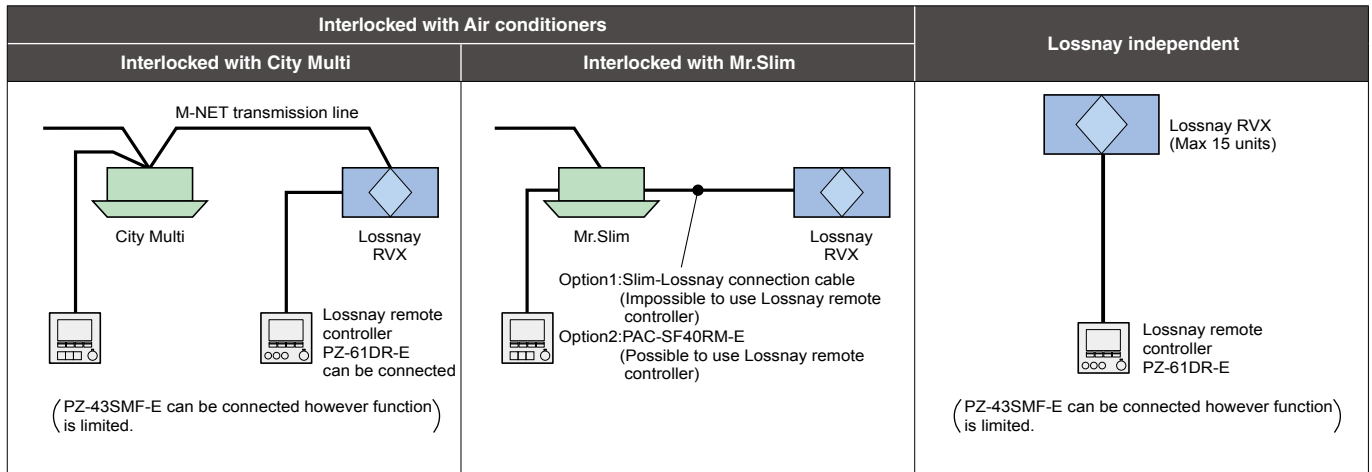 Interlocked with Air conditioners
Lossnay independent
Interlocked with City Multi
Interlocked with Mr.Slim
M-NET transmission line
City Multi
Lossnay
RVX
Lossnay remote
controller
PZ-61DR-E
can be connected
(PZ-43SMF-E can be connected however function
is limited.)
Mr.Slim
Lossnay
RVX
Option1:Slim-Lossnay connection cable
(Impossible to use Lossnay remote
controller)
Option2:PAC-SF40RM-E
(Possible to use Lossnay remote
controller)
Lossnay RVX
(Max 15 units)
Lossnay remote
controller
PZ-61DR-E
(PZ-43SMF-E can be connected however function
is limited.)